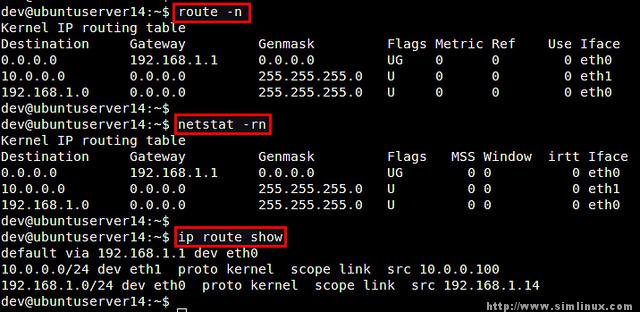 dev@ubuntuserver14:~$ route -n
Kernel IP routing table
Destination     Gateway         Genmask         Flags Metric Ref    Use Iface
0.0.0.0         192.168.1.1     0.0.0.0         UG    0      0        0 eth0
10.0.0.0        0.0.0.0         255.255.255.0   U     0      0        0 eth1
192.168.1.0     0.0.0.0         255.255.255.0   U     0      0        0 eth0
dev@ubuntuserver14:~$
dev@ubuntuserver14:~$ netstat -rn
Kernel IP routing table
Destination     Gateway         Genmask         Flags   MSS Window  irtt Iface
0.0.0.0         192.168.1.1     0.0.0.0         UG        0 0          0 eth0
10.0.0.0        0.0.0.0         255.255.255.0   U         0 0          0 eth1
192.168.1.0     0.0.0.0         255.255.255.0   U         0 0          0 eth0
dev@ubuntuserver14:~$
dev@ubuntuserver14:~$ ip route show
default via 192.168.1.1 dev eth0
10.0.0.0/24 dev eth1  proto kernel  scope link  src 10.0.0.100
192.168.1.0/24 dev eth0  proto kernel  scope link  src 192.168.1.14
dev@ubuntuserver14:~$
http://www.simlinux.com